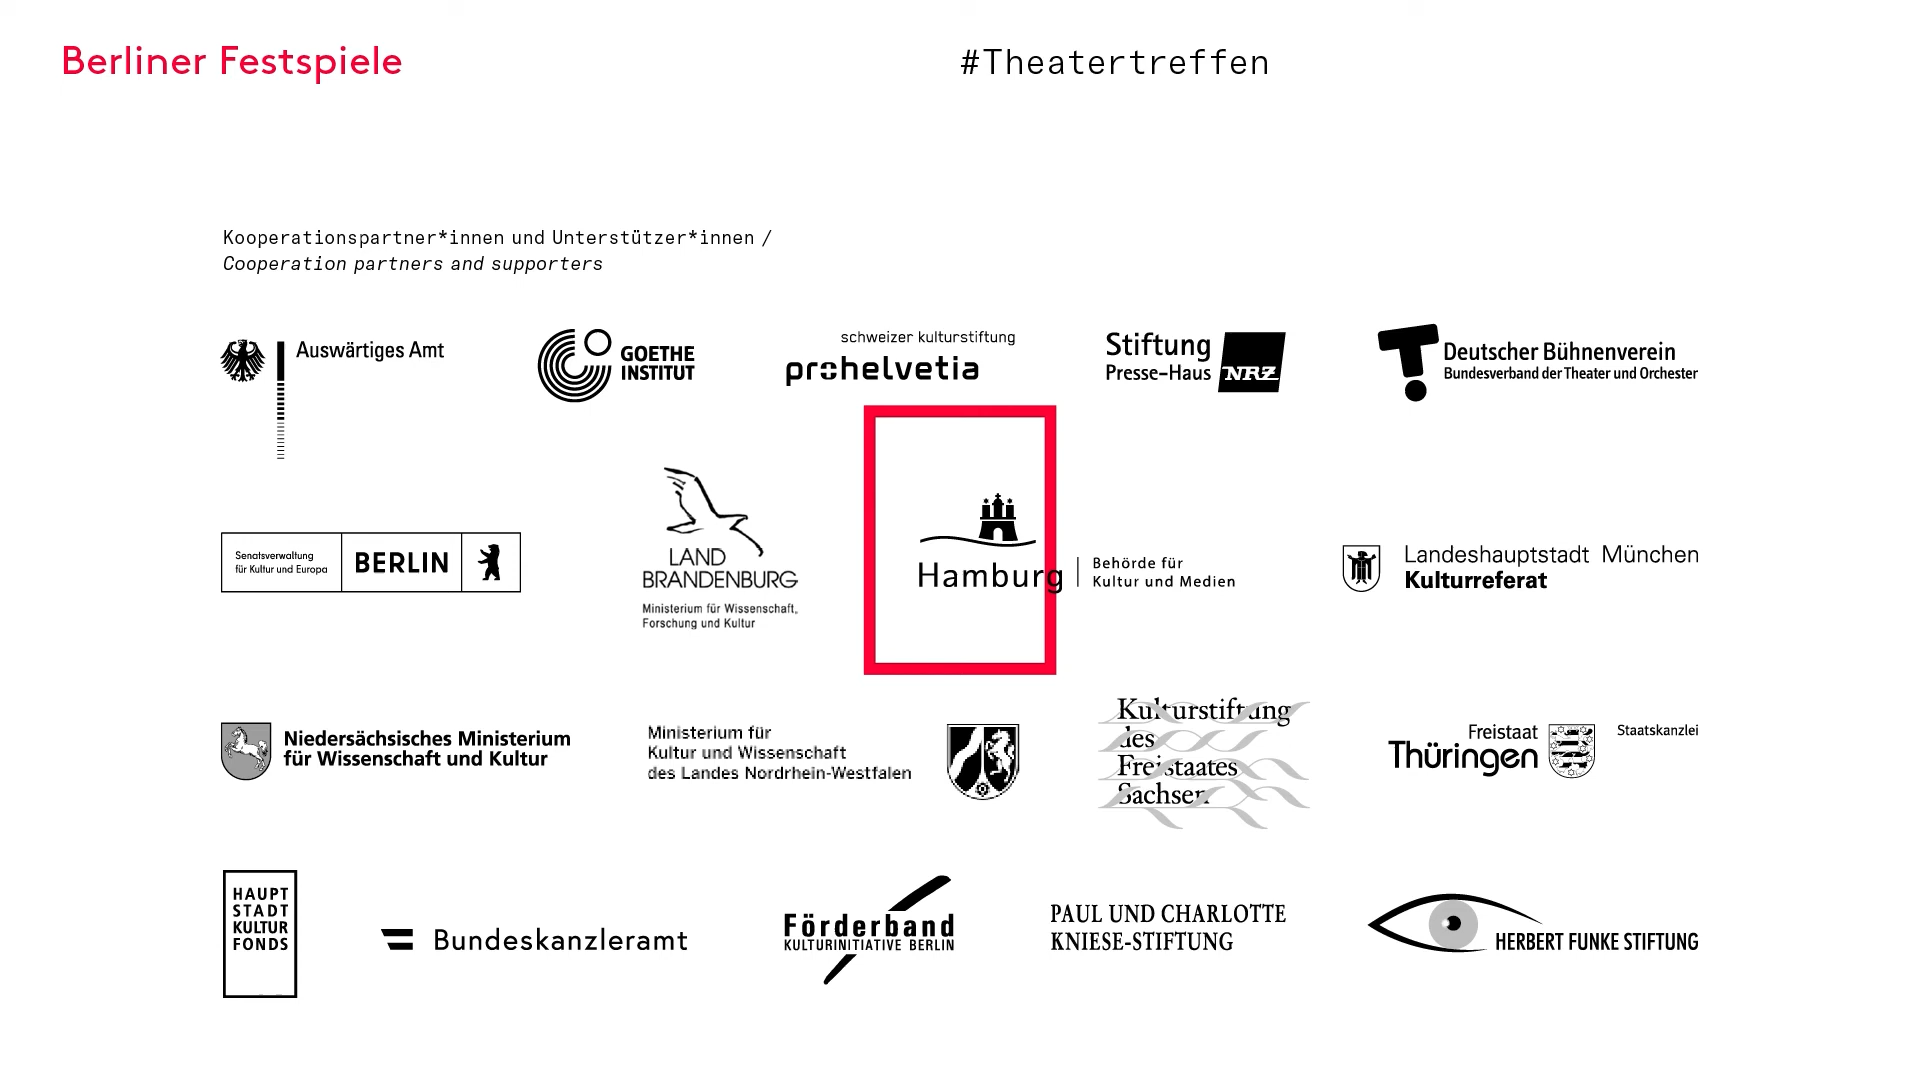 Berliner Festspiele
#Theatertreffen
Kooperationspartner*innen und Unterstützer*innen /
Cooperation partners and supporters
Auswärtiges Amt
GOETHE
INSTITUT
schweizer kulturstiftung
prohelvetia
Stiftung
Presse-Haus NRZ
Deutscher Bühnenverein
Bundesverband der Theater und Orchester
Senatsverwaltung
für Kultur und Europa
BERLIN
LAND
BRANDENBURG
Ministerium für Wissenschaft,
Forschung und Kultur
Hamburg
Behörde für
Kultur und Medien
Landeshauptstadt München
Kulturreferat
Niedersächsisches Ministerium
für Wissenschaft und Kultur
Ministerium für
Kultur und Wissenschaft
des Landes Nordrhein-Westfalen
Kulturstiftung
des
Freistaates
Sachsen
Freistaat
Thüringen
Staatskanzlei
HAUPT
STADT
KULTUR
FONDS
Bundeskanzleramt
Förderband
KULTURINITIATIVE BERLIN
PAUL UND CHARLOTTE
KNIESE-STIFTUNG
HERBERT FUNKE STIFTUNG